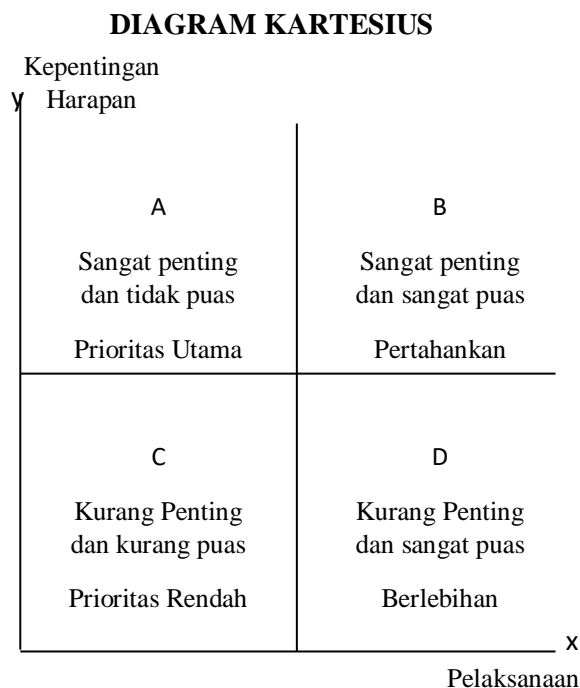 DIAGRAM KARTESIUS
Kepentingan
y Harapan
A
Sangat penting
dan tidak puas
Prioritas Utama
B
Sangat penting
dan sangat puas
Pertahankan
C
Kurang Penting
dan kurang puas
Prioritas Rendah
D
Kurang Penting
dan sangat puas
Berlebihan
x
Pelaksanaan